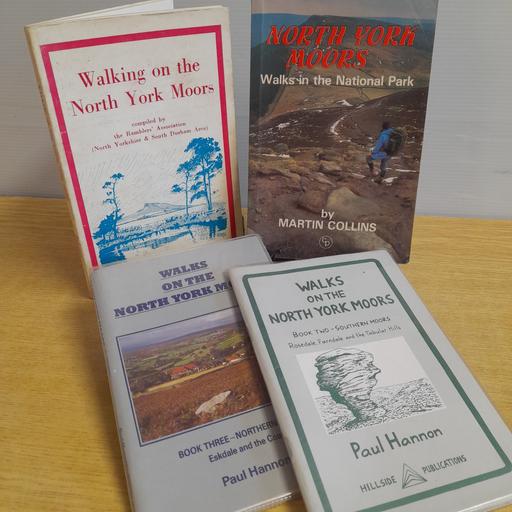 Walking on the
North York Moors
compiled by
the Ramblers' Association
(North Yorkshire & South Durham Area)
NORTH YORK
MOORS
Walks in the National Park
by
MARTIN COLLINS
WALKS
ON THE
NORTH YORK
BOOK THREE - NORTHERN
Eskdale and the
Paul Hannon
WALKS
ON THE
NORTH YORK MOORS
BOOK TWO - SOUTHERN MOORS
Rosedale, Farndale and the Tabular Hills
Paul Hannon
HILLSIDE PUBLICATIONS